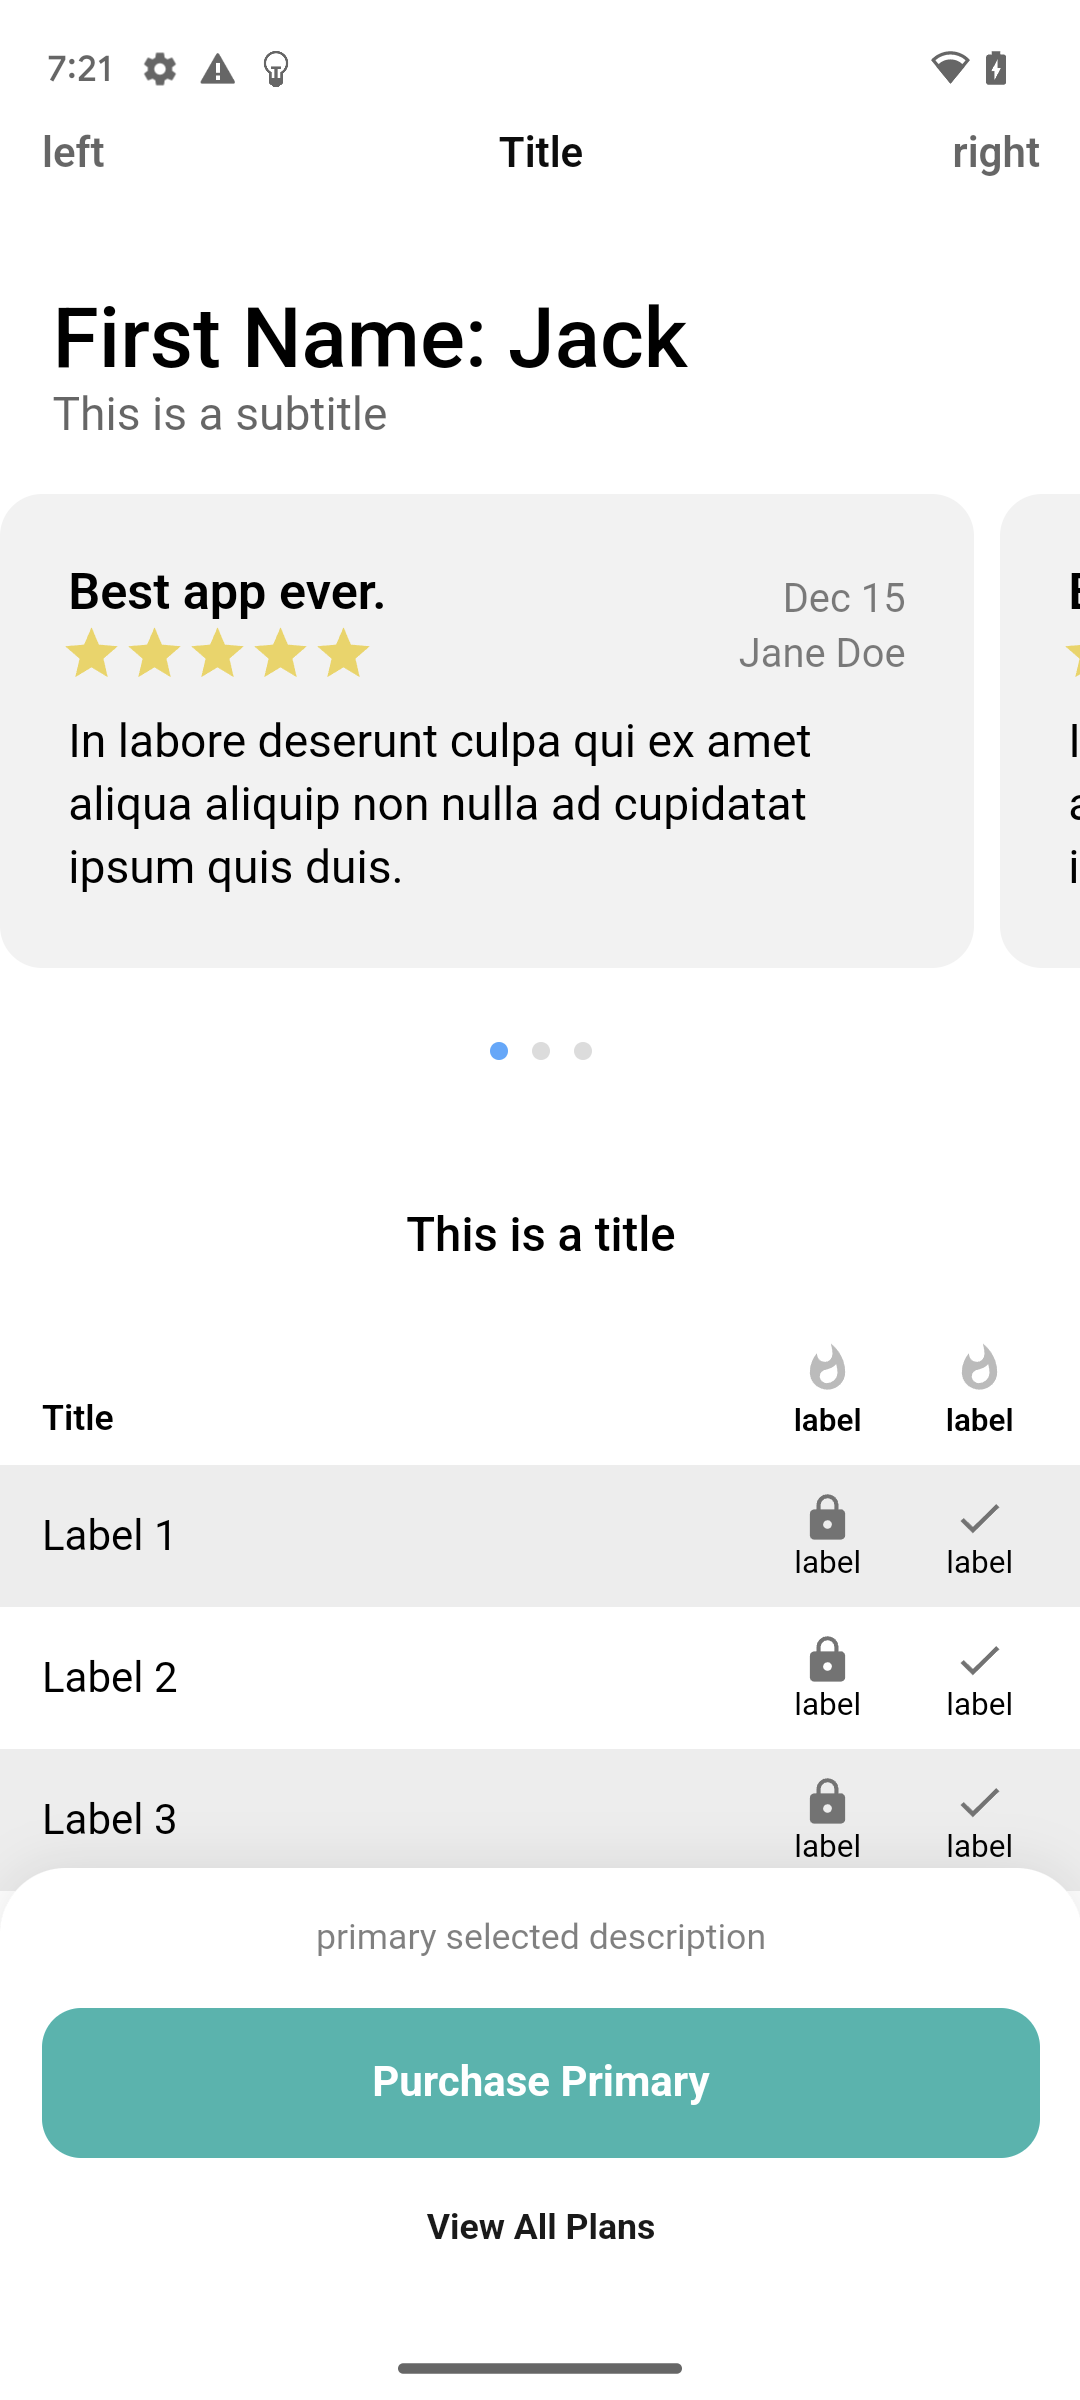 7:21
left Title right
First Name: Jack
This is a subtitle
Best app ever.
Dec 15
Jane Doe
In labore deserunt culpa qui ex amet
aliqua aliquip non nulla ad cupidatat
ipsum quis duis.
This is a title
Title label label
Label 1 label label
Label 2 label label
Label 3 label label
primary selected description
Purchase Primary
View All Plans